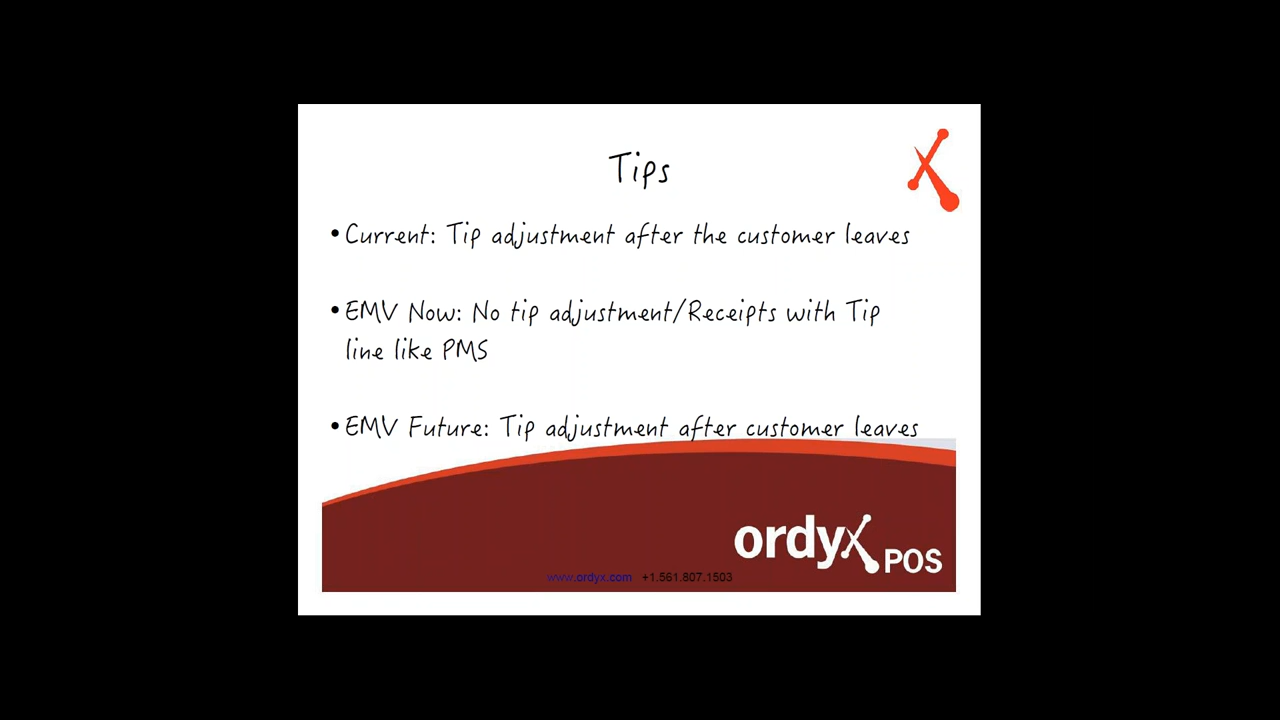 Tips
•Current: Tip adjustment after the customer leaves
•EMV Now: No tip adjustment/Receipts with Tip
line like PMS
•EMV Future: Tip adjustment after customer leaves
ordyx POS
www.ordyx.com +1.561.807.1503